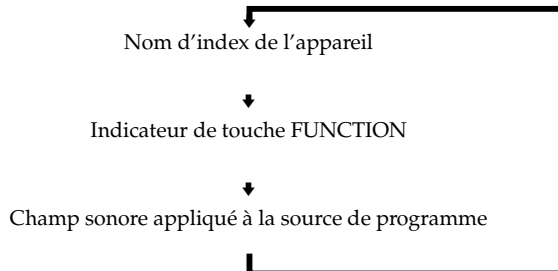 Nom d’index de l’appareil
Indicateur de touche FUNCTION
Champ sonore appliqué à la source de programme